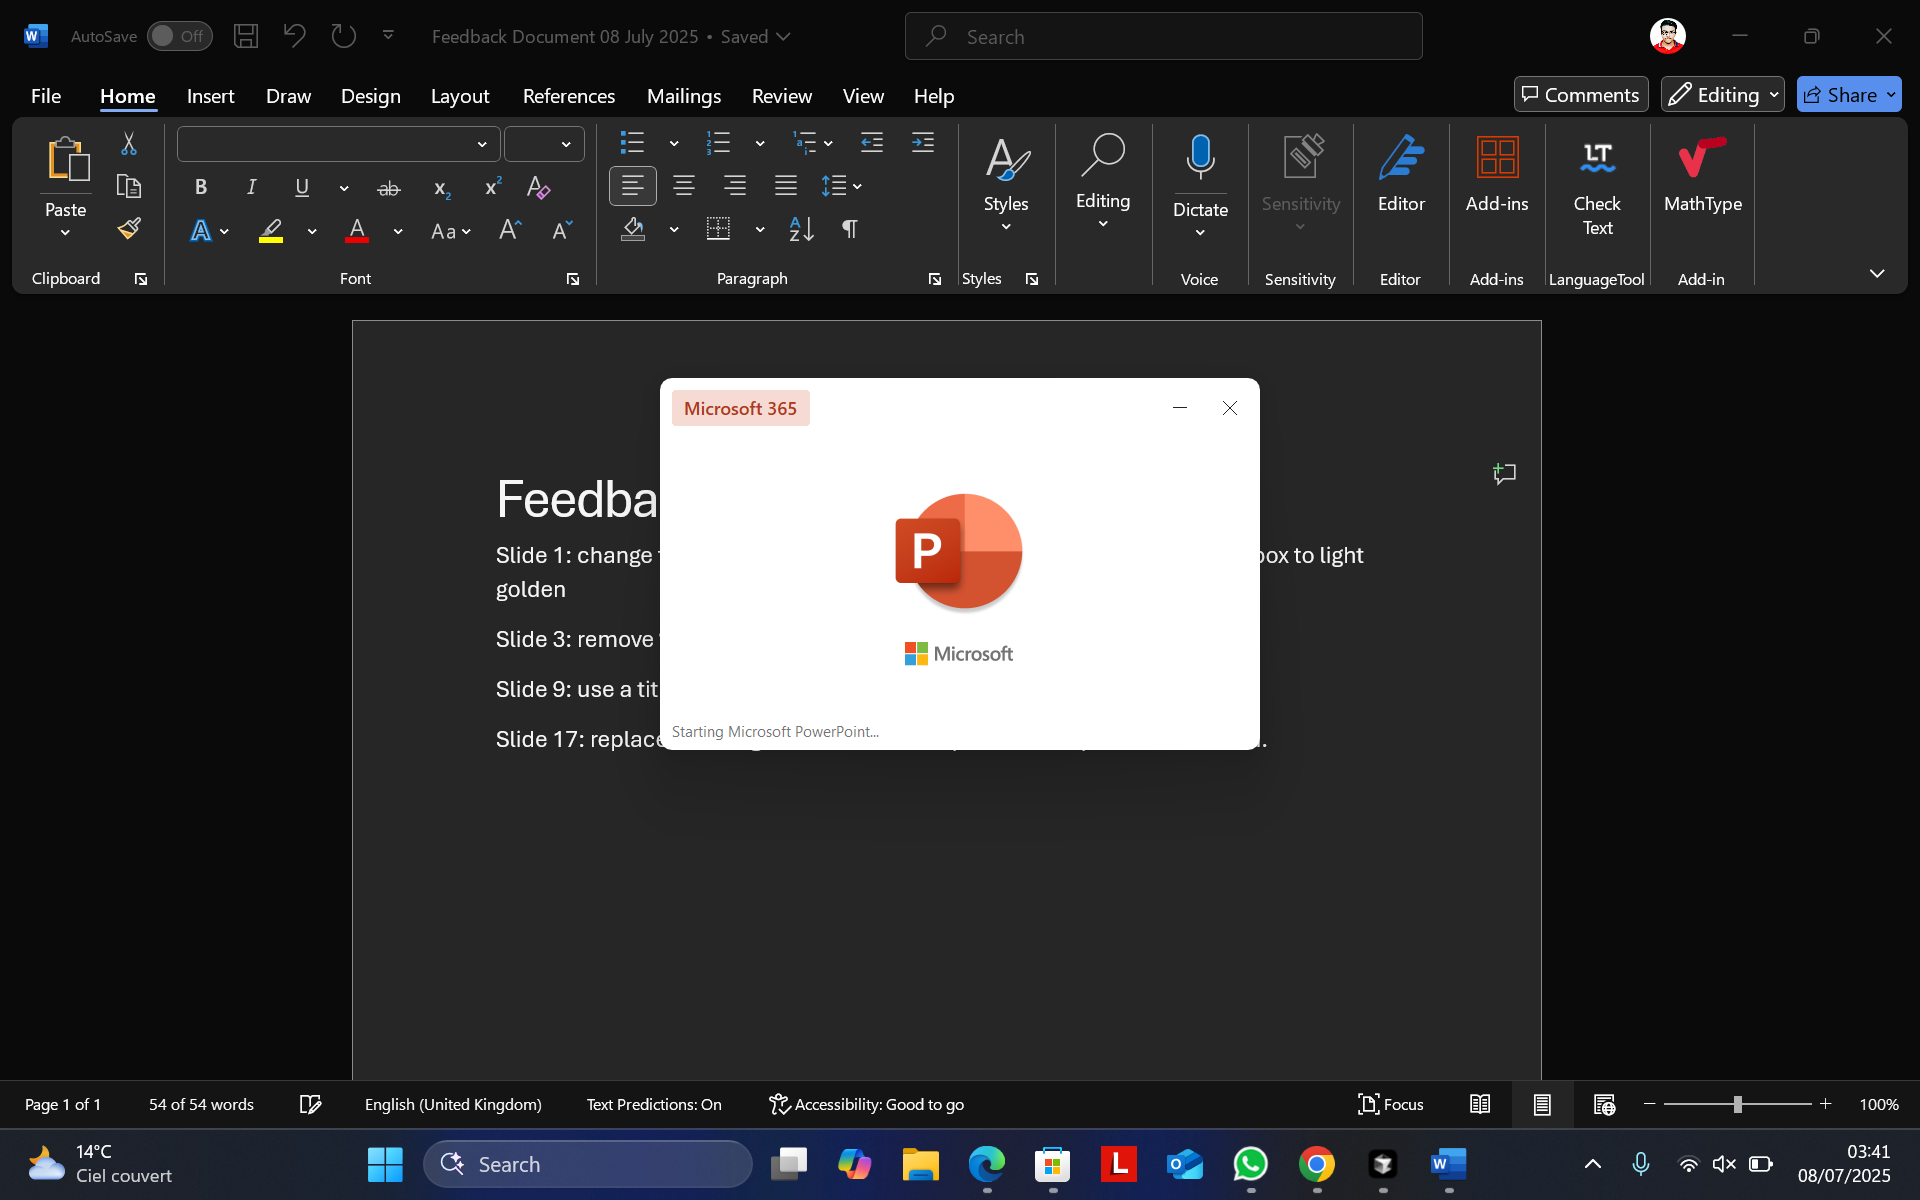 AutoSave Off Feedback Document 08 July 2025 • Saved Search
File Home Insert Draw Design Layout References Mailings Review View Help Comments Editing Share
Paste
Clipboard
Font
Paragraph
Styles
Styles
Editing
Dictate
Voice
Sensitivity
Sensitivity
Editor
Editor
Add-ins
Add-ins
Check
Text
LanguageTool
MathType
Add-in
Microsoft 365
Feedba
Slide 1: change box to light
golden
Slide 3: remove
Slide 9: use a tit
Slide 17: replace
P
Microsoft
Starting Microsoft PowerPoint...
Page 1 of 1 54 of 54 words English (United Kingdom) Text Predictions: On Accessibility: Good to go Focus 100%
14°C
Ciel couvert
Search
03:41
08/07/2025